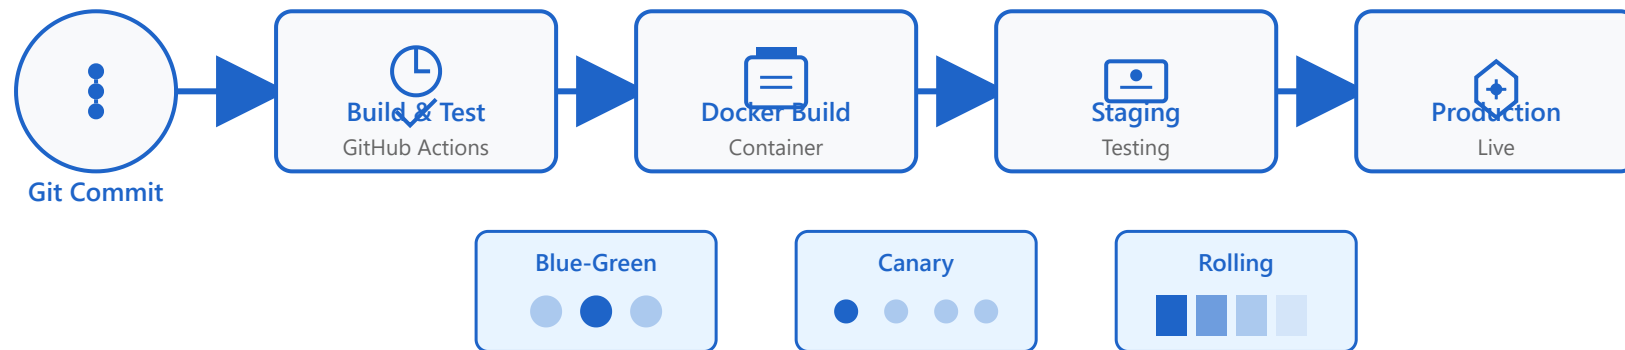 Git Commit
Build & Test
GitHub Actions
Docker Build
Container
Staging
Testing
Production
Live
Blue-Green
Canary
Rolling